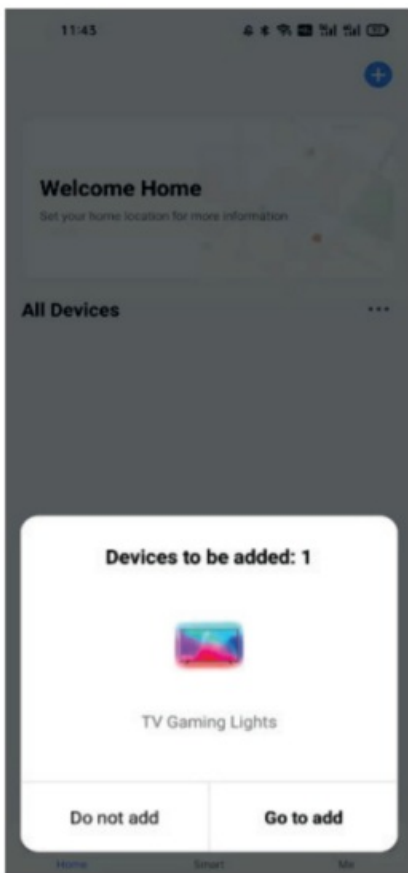 11:43
Welcome Home
Set your home location for more information
All Devices
Devices to be added: 1
TV Gaming Lights
Do not add
Go to add
Home
Smart
Me